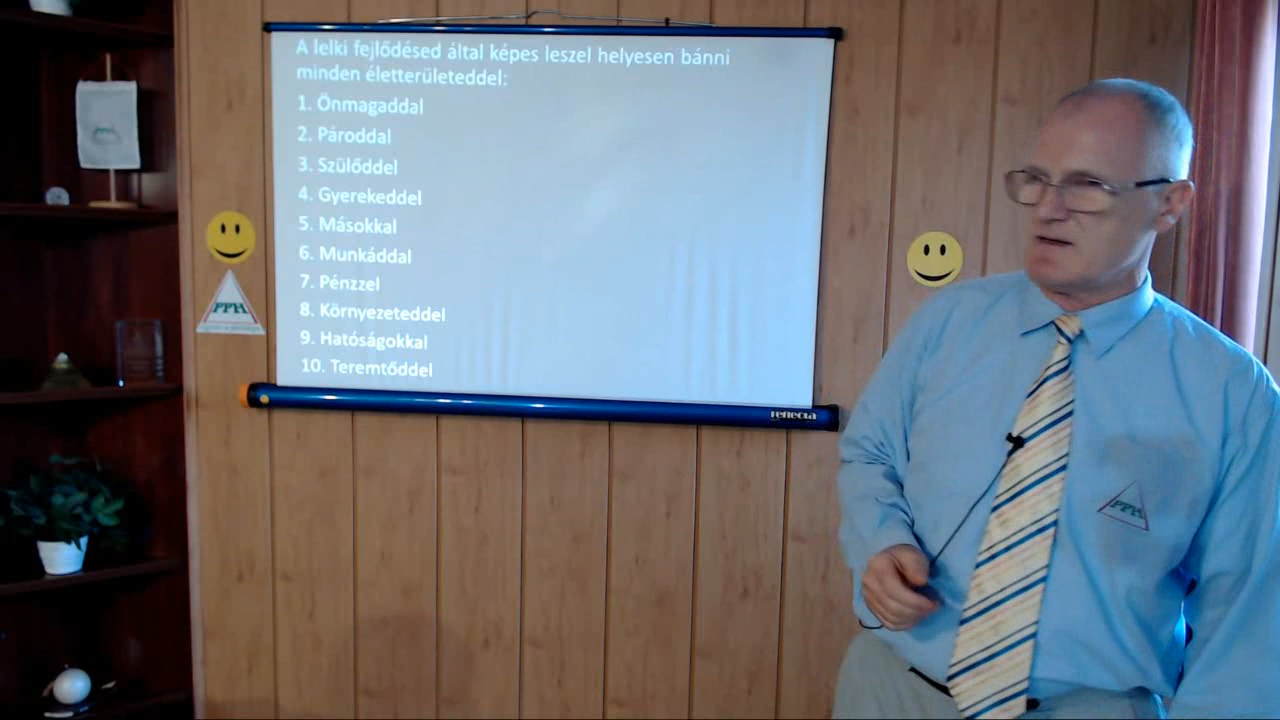 A lelki fejlődésed által képes leszel helyesen bánni
minden életterületeddel:
1. Önmagaddal
2. Pároddal
3. Szülőddel
4. Gyerekeddel
5. Másokkal
6. Munkáddal
7. Pénzzel
8. Környezeteddel
9. Hatóságokkal
10. Teremtőddel
reflecta
PPH
PPH